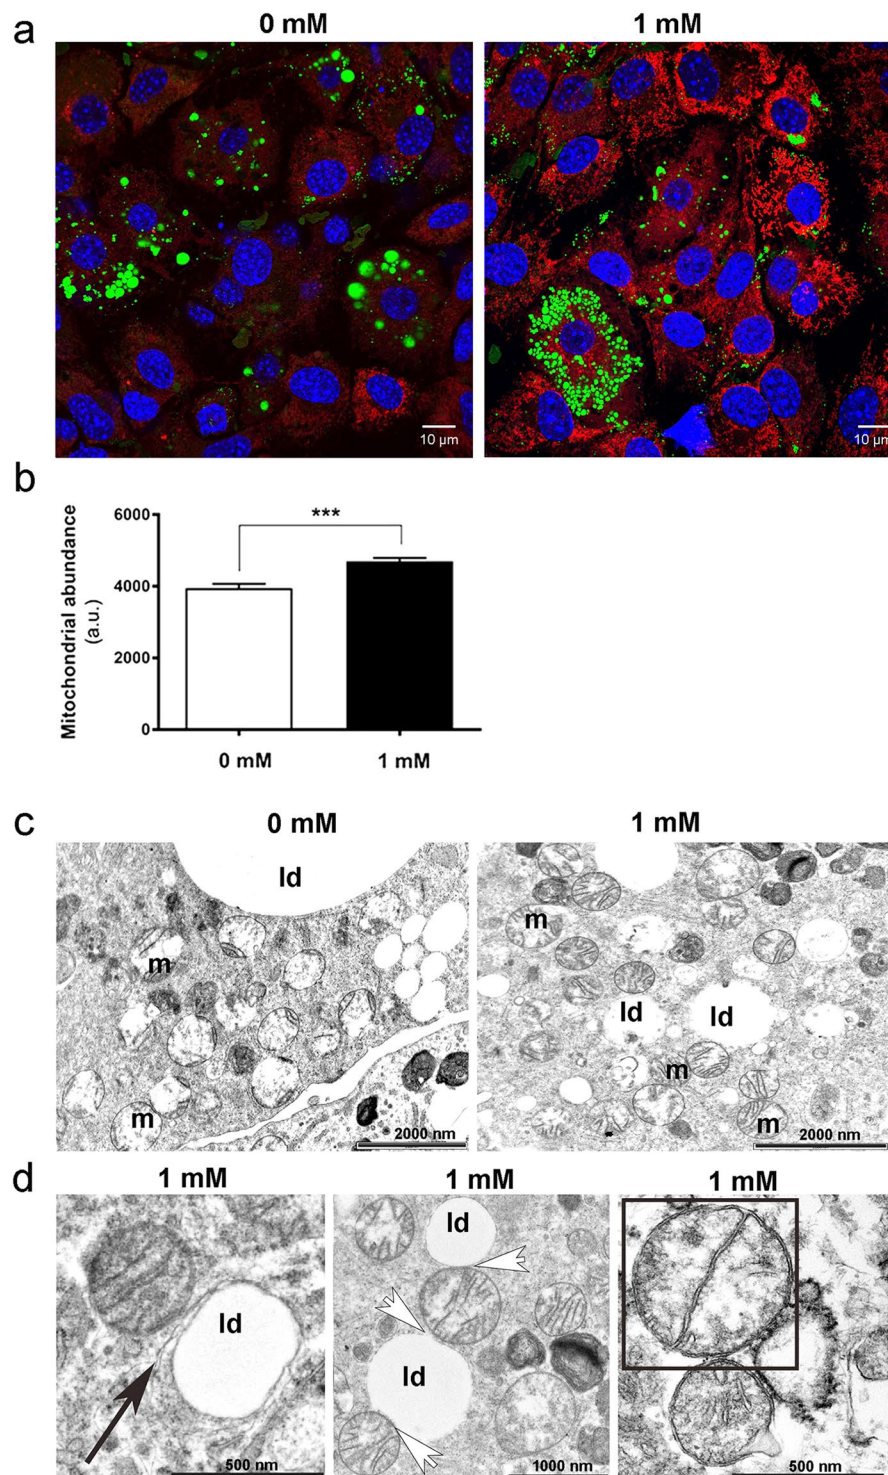 a
0 mM 1 mM
10 µm 10 µm
b
Mitochondrial abundance
(a.u.)
6000
***
4000
2000
0
0 mM 1 mM
c
0 mM 1 mM
ld
m
m
2000 nm
m
ld ld
m
m
2000 nm
d
1 mM 1 mM 1 mM
ld
500 nm
ld
ld
1000 nm
500 nm